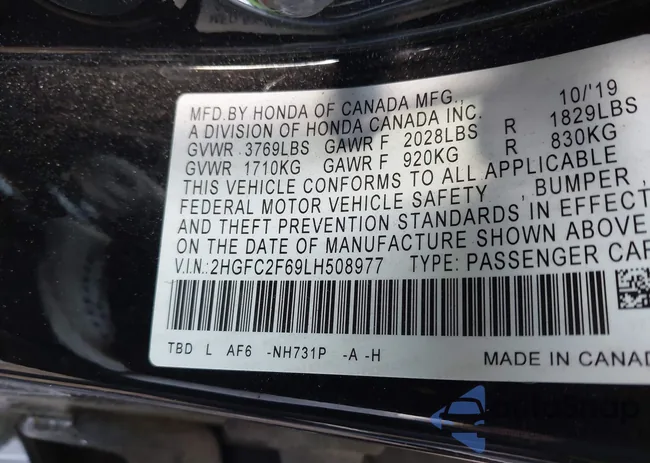 MFD.BY HONDA OF CANADA MFG. 10/'19
A DIVISION OF HONDA CANADA INC.
GVWR 3769LBS GAWR F 2028LBS R 1829LBS
GVWR 1710KG GAWR F 920KG R 830KG
THIS VEHICLE CONFORMS TO ALL APPLICABLE
FEDERAL MOTOR VEHICLE SAFETY , BUMPER ,
AND THEFT PREVENTION STANDARDS IN EFFECT
ON THE DATE OF MANUFACTURE SHOWN ABOVE
V.I.N.: 2HGFC2F69LH508977 TYPE: PASSENGER CAR
TBD L AF6 -NH731P -A -H MADE IN CANAD